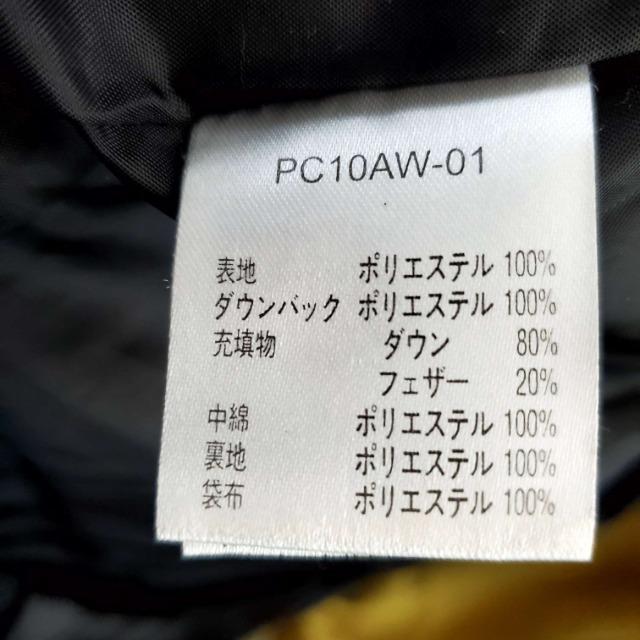 PC10AW-01
表地 ポリエステル 100%
ダウンバック ポリエステル 100%
充填物 ダウン 80%
フェザー 20%
中綿 ポリエステル 100%
裏地 ポリエステル 100%
袋布 ポリエステル 100%